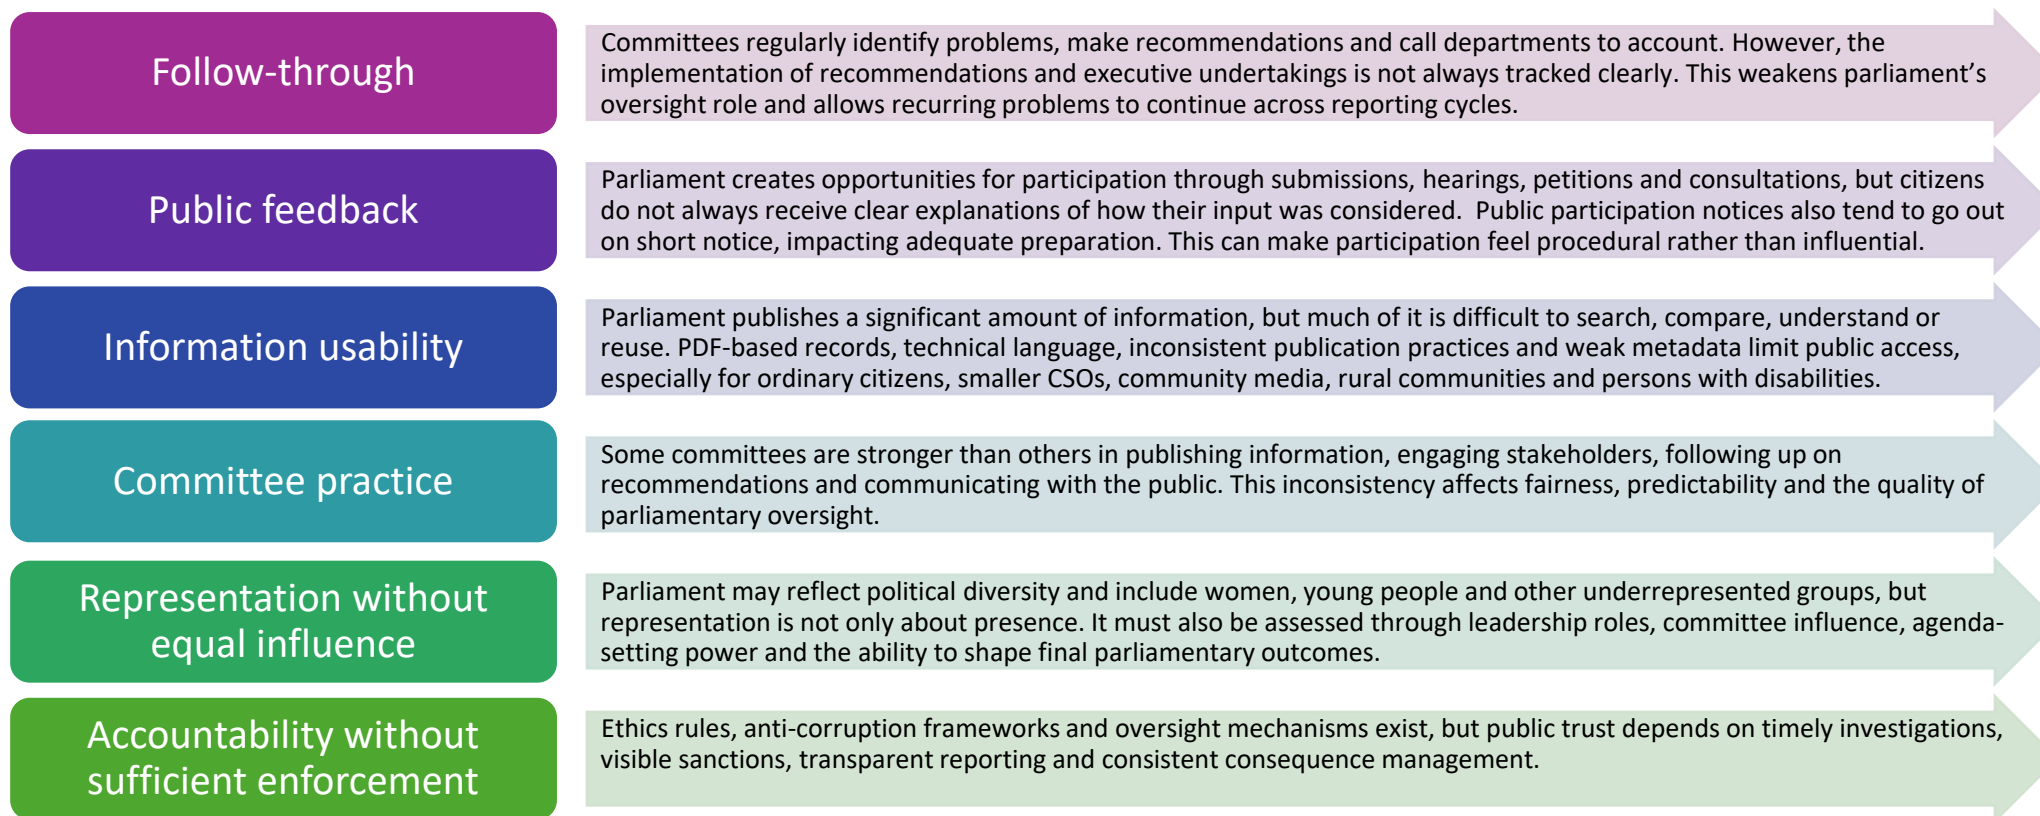 Follow-through
Committees regularly identify problems, make recommendations and call departments to account. However, the
implementation of recommendations and executive undertakings is not always tracked clearly. This weakens parliament’s
oversight role and allows recurring problems to continue across reporting cycles.
Public feedback
Parliament creates opportunities for participation through submissions, hearings, petitions and consultations, but citizens
do not always receive clear explanations of how their input was considered.  Public participation notices also tend to go out
on short notice, impacting adequate preparation. This can make participation feel procedural rather than influential.
Information usability
Parliament publishes a significant amount of information, but much of it is difficult to search, compare, understand or
reuse. PDF-based records, technical language, inconsistent publication practices and weak metadata limit public access,
especially for ordinary citizens, smaller CSOs, community media, rural communities and persons with disabilities.
Committee practice
Some committees are stronger than others in publishing information, engaging stakeholders, following up on
recommendations and communicating with the public. This inconsistency affects fairness, predictability and the quality of
parliamentary oversight.
Representation without
equal influence
Parliament may reflect political diversity and include women, young people and other underrepresented groups, but
representation is not only about presence. It must also be assessed through leadership roles, committee influence, agenda-
setting power and the ability to shape final parliamentary outcomes.
Accountability without
sufficient enforcement
Ethics rules, anti-corruption frameworks and oversight mechanisms exist, but public trust depends on timely investigations,
visible sanctions, transparent reporting and consistent consequence management.